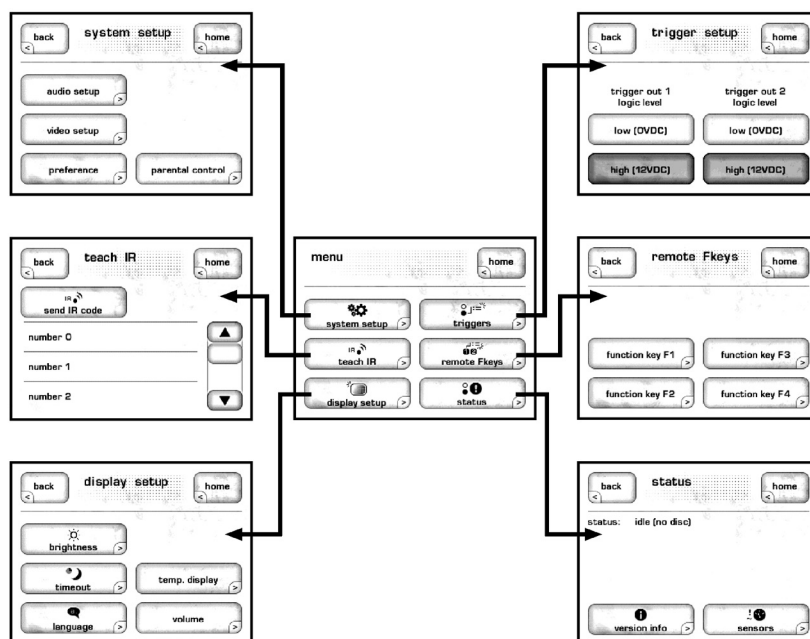 back
system setup
home
audio setup
video setup
preference
parental control
back
trigger setup
home
trigger out 1
logic level
trigger out 2
logic level
low (0VDC)
low (0VDC)
high (12VDC)
high (12VDC)
back
teach IR
home
IR
send IR code
number 0
number 1
number 2
menu
home
system setup
triggers
IR
teach IR
12
remote Fkeys
display setup
status
back
remote Fkeys
home
function key F1
function key F3
function key F2
function key F4
back
display setup
home
brightness
timeout
temp. display
language
volume
back
status
home
status: idle (no disc)
version info
sensors